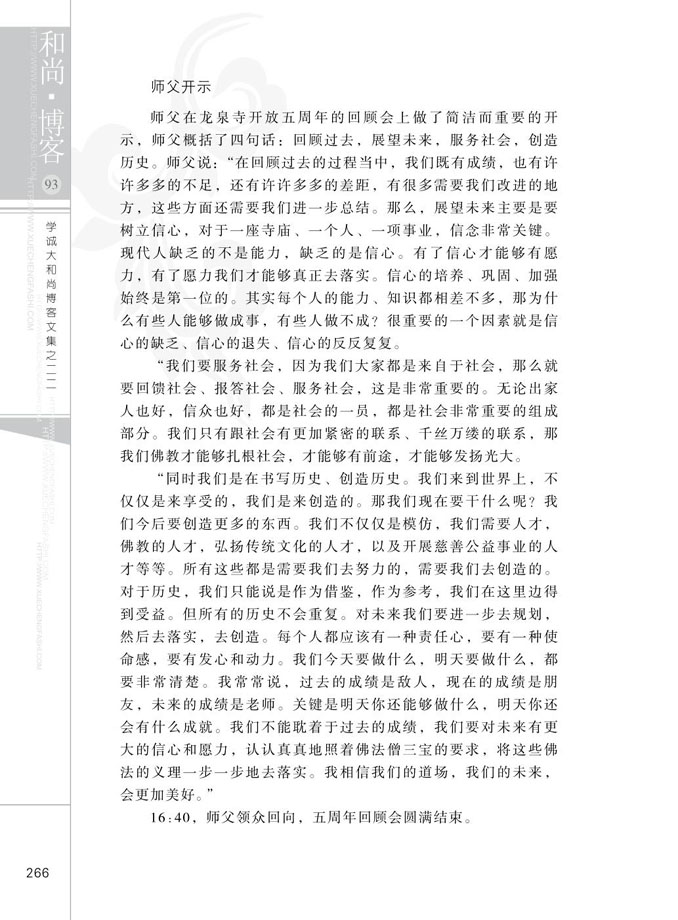 和尚·博客
93
学诚大和尚博客文集之二二
师父开示
师父在龙泉寺开放五周年的回顾会上做了简洁而重要的开
示，师父概括了四句话：回顾过去，展望未来，服务社会，创造
历史。师父说：“在回顾过去的过程当中，我们既有成绩，也有许
许多多的不足，还有许许多多的差距，有很多需要我们改进的地
方，这些方面还需要我们进一步总结。那么，展望未来主要是要
树立信心，对于一座寺庙、一个人、一项事业，信念非常关键。
现代人缺乏的不是能力，缺乏的是信心。有了信心才能够有愿
力，有了愿力我们才能够真正去落实。信心的培养、巩固、加强
始终是第一位的。其实每个人的能力、知识都相差不多，那为什
么有些人能够做成事，有些人做不成？很重要的一个因素就是信
心的缺乏、信心的退失、信心的反反复复。
“我们要服务社会，因为我们大家都是来自于社会，那么就
要回馈社会、报答社会、服务社会，这是非常重要的。无论出家
人也好，信众也好，都是社会的一员，都是社会非常重要的组成
部分。我们只有跟社会有更加紧密的联系、千丝万缕的联系，那
我们佛教才能够扎根社会，才能够有前途，才能够发扬光大。
“同时我们是在书写历史、创造历史。我们来到世界上，不
仅仅是来享受的，我们是来创造的。那我们现在要干什么呢？我
们今后要创造更多的东西。我们不仅仅是模仿，我们需要人才，
佛教的人才，弘扬传统文化的人才，以及开展慈善公益事业的人
才等等。所有这些都是需要我们去努力的，需要我们去创造的。
对于历史，我们只能说是作为借鉴，作为参考，我们在这里边得
到受益。但所有的历史不会重复。对未来我们要进一步去规划，
然后去落实，去创造。每个人都应该有一种责任心，要有一种使
命感，要有发心和动力。我们今天要做什么，明天要做什么，都
要非常清楚。我常常说，过去的成绩是敌人，现在的成绩是朋
友，未来的成绩是老师。关键是明天你还能够做什么，明天你还
会有什么成就。我们不能耽着于过去的成绩，我们要对未来有更
大的信心和愿力，认认真真地照着佛法僧三宝的要求，将这些佛
法的义理一步一步地去落实。我相信我们的道场，我们的未来，
会更加美好。”
16:40，师父领众回向，五周年回顾会圆满结束。
266